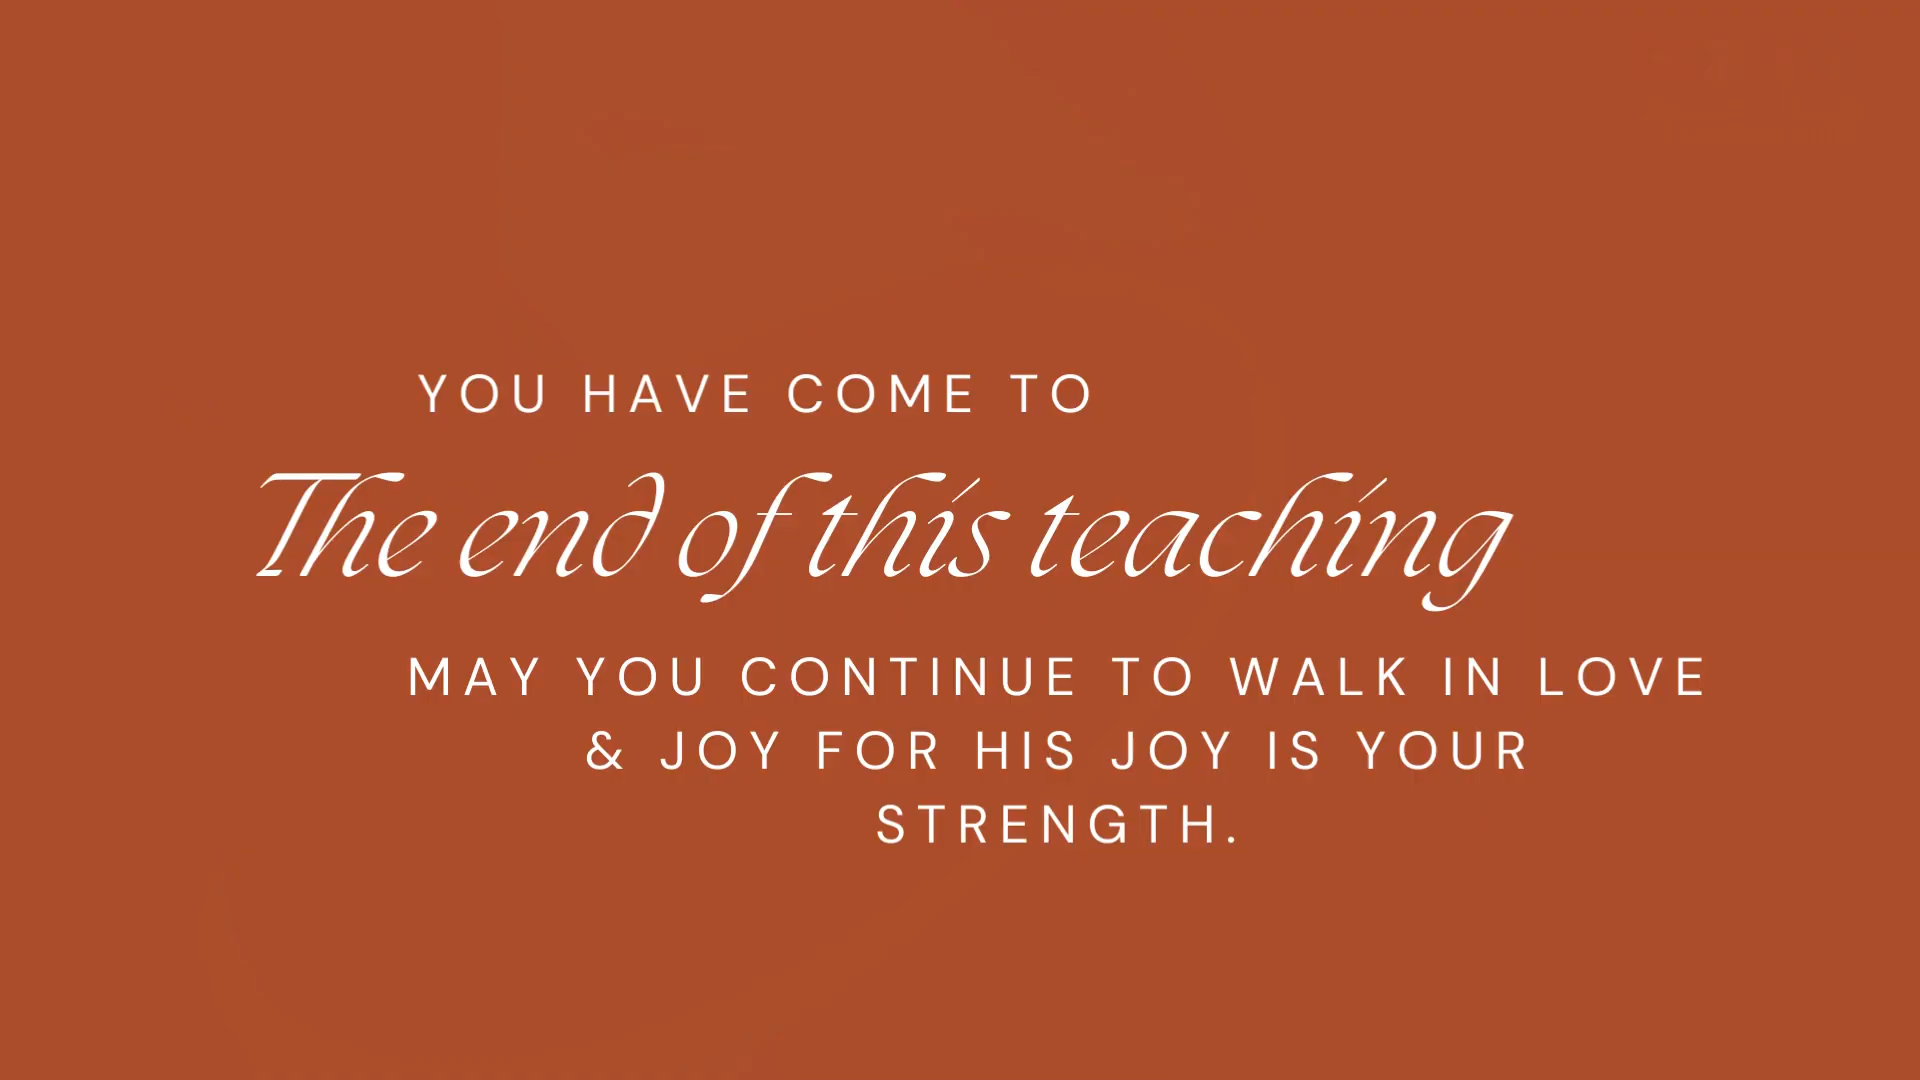 YOU HAVE COME TO
The end of this teaching
MAY YOU CONTINUE TO WALK IN LOVE
& JOY FOR HIS JOY IS YOUR
STRENGTH.